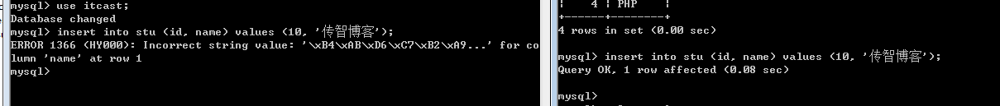 mysql> use itcast;
Database changed
mysql> insert into stu (id, name) values (10, '传智博客');
ERROR 1366 (HY000): Incorrect string value: '\xB4\xAB\xD6\xC7\xB2\xA9...' for co
lumn 'name' at row 1
mysql>
| 4 | PHP |
+------+--------+
4 rows in set (0.00 sec)
mysql> insert into stu (id, name) values (10, '传智博客');
Query OK, 1 row affected (0.08 sec)
mysql>